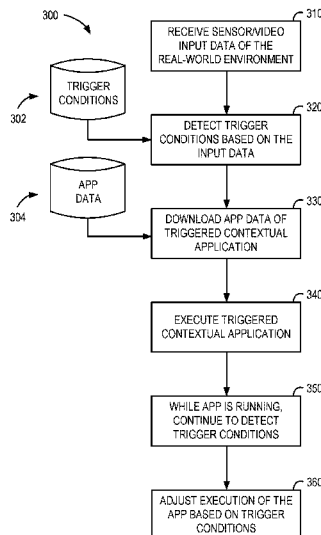 300
310
RECEIVE SENSOR/VIDEO
INPUT DATA OF THE
REAL-WORLD ENVIRONMENT
TRIGGER
CONDITIONS
302
320
DETECT TRIGGER
CONDITIONS BASED ON THE
INPUT DATA
APP
DATA
304
330
DOWNLOAD APP DATA OF
TRIGGERED CONTEXTUAL
APPLICATION
340
EXECUTE TRIGGERED
CONTEXTUAL APPLICATION
350
WHILE APP IS RUNNING,
CONTINUE TO DETECT
TRIGGER CONDITIONS
360
ADJUST EXECUTION OF THE
APP BASED ON TRIGGER
CONDITIONS